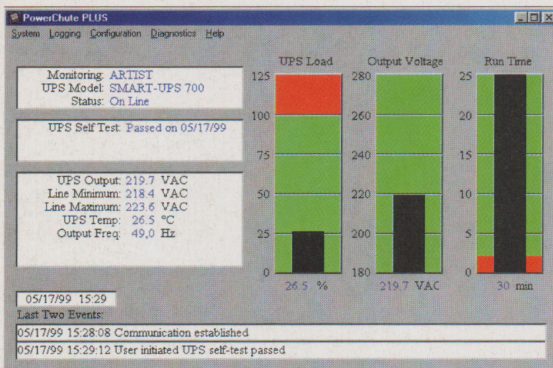 PowerChute PLUS
System Logging Configuration Diagnostics Help
Monitoring: ARTIST
UPS Model: SMART-UPS 700
Status: On Line
UPS Self Test: Passed on 05/17/99
UPS Output: 219.7 VAC
Line Minimum: 218.4 VAC
Line Maximum: 223.6 VAC
UPS Temp: 26.5 °C
Output Freq: 49,0 Hz
UPS Load
125
100
75
50
25
0
26.5 %
Output Voltage
280
260
240
220
200
180
219.7 VAC
Run Time
25
20
15
10
5
0
30 min
05/17/99 15:29
Last Two Events:
05/17/99 15:28:08 Communication established
05/17/99 15:29:12 User initiated UPS self-test passed